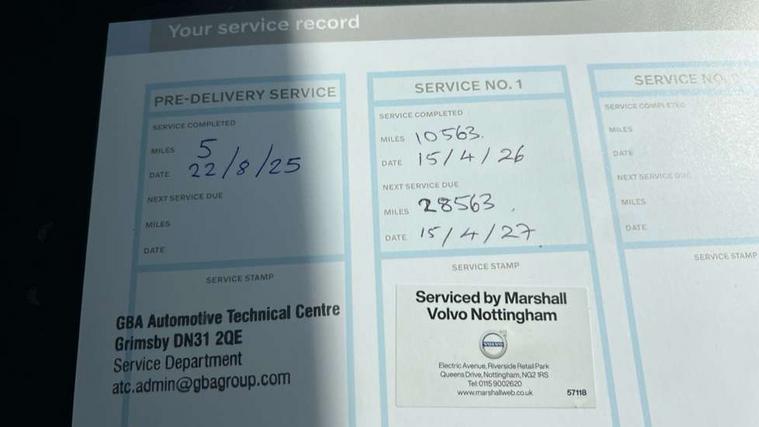 Your service record
PRE-DELIVERY SERVICE
SERVICE COMPLETED
MILES 5
DATE 22/8/25
NEXT SERVICE DUE
MILES
DATE
SERVICE STAMP
GBA Automotive Technical Centre
Grimsby DN31 2QE
Service Department
atc.admin@gbagroup.com
SERVICE NO. 1
SERVICE COMPLETED
MILES 10563.
DATE 15/4/26
NEXT SERVICE DUE
MILES 28563.
DATE 15/4/27
SERVICE STAMP
Serviced by Marshall
Volvo Nottingham
VOLVO
Electric Avenue, Riverside Retail Park
Queens Drive, Nottingham, NG2 1RS
Tel: 0115 9002620
www.marshallweb.co.uk
57118
SERVICE NO.
SERVICE COMPLETED
MILES
DATE
NEXT SERVICE DUE
MILES
DATE
SERVICE STAMP